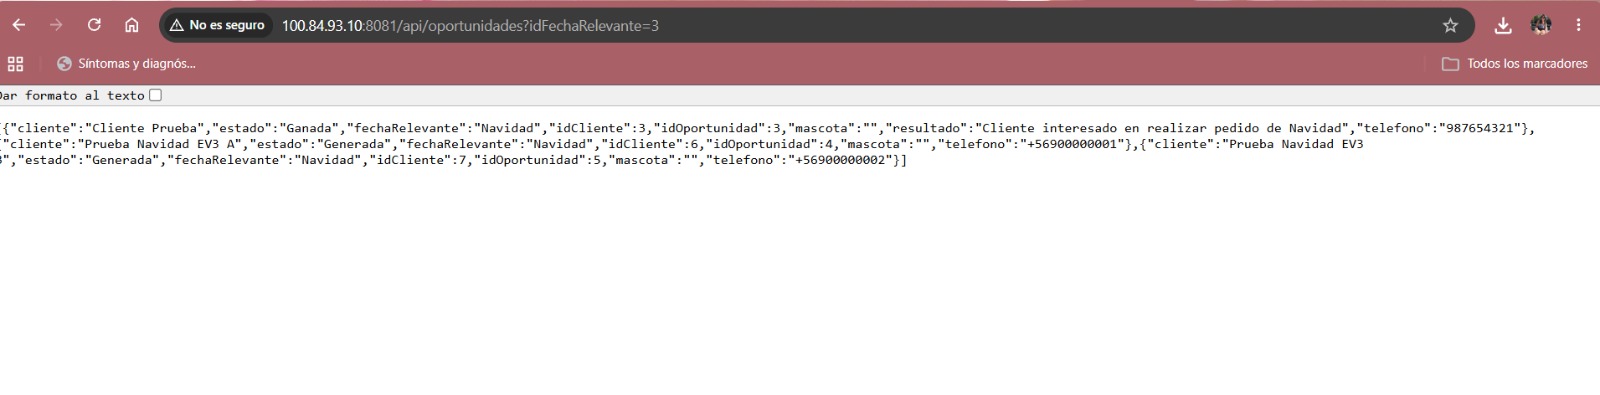 No es seguro
100.84.93.10:8081/api/oportunidades?idFechaRelevante=3
Síntomas y diagnós...
Todos los marcadores
Dar formato al texto
[{"cliente":"Cliente Prueba","estado":"Ganada","fechaRelevante":"Navidad","idCliente":3,"idOportunidad":3,"mascota":"","resultado":"Cliente interesado en realizar pedido de Navidad","telefono":"987654321"},
{"cliente":"Prueba Navidad EV3 A","estado":"Generada","fechaRelevante":"Navidad","idCliente":6,"idOportunidad":4,"mascota":"","telefono":"+56900000001"},{"cliente":"Prueba Navidad EV3
B","estado":"Generada","fechaRelevante":"Navidad","idCliente":7,"idOportunidad":5,"mascota":"","telefono":"+56900000002"}]